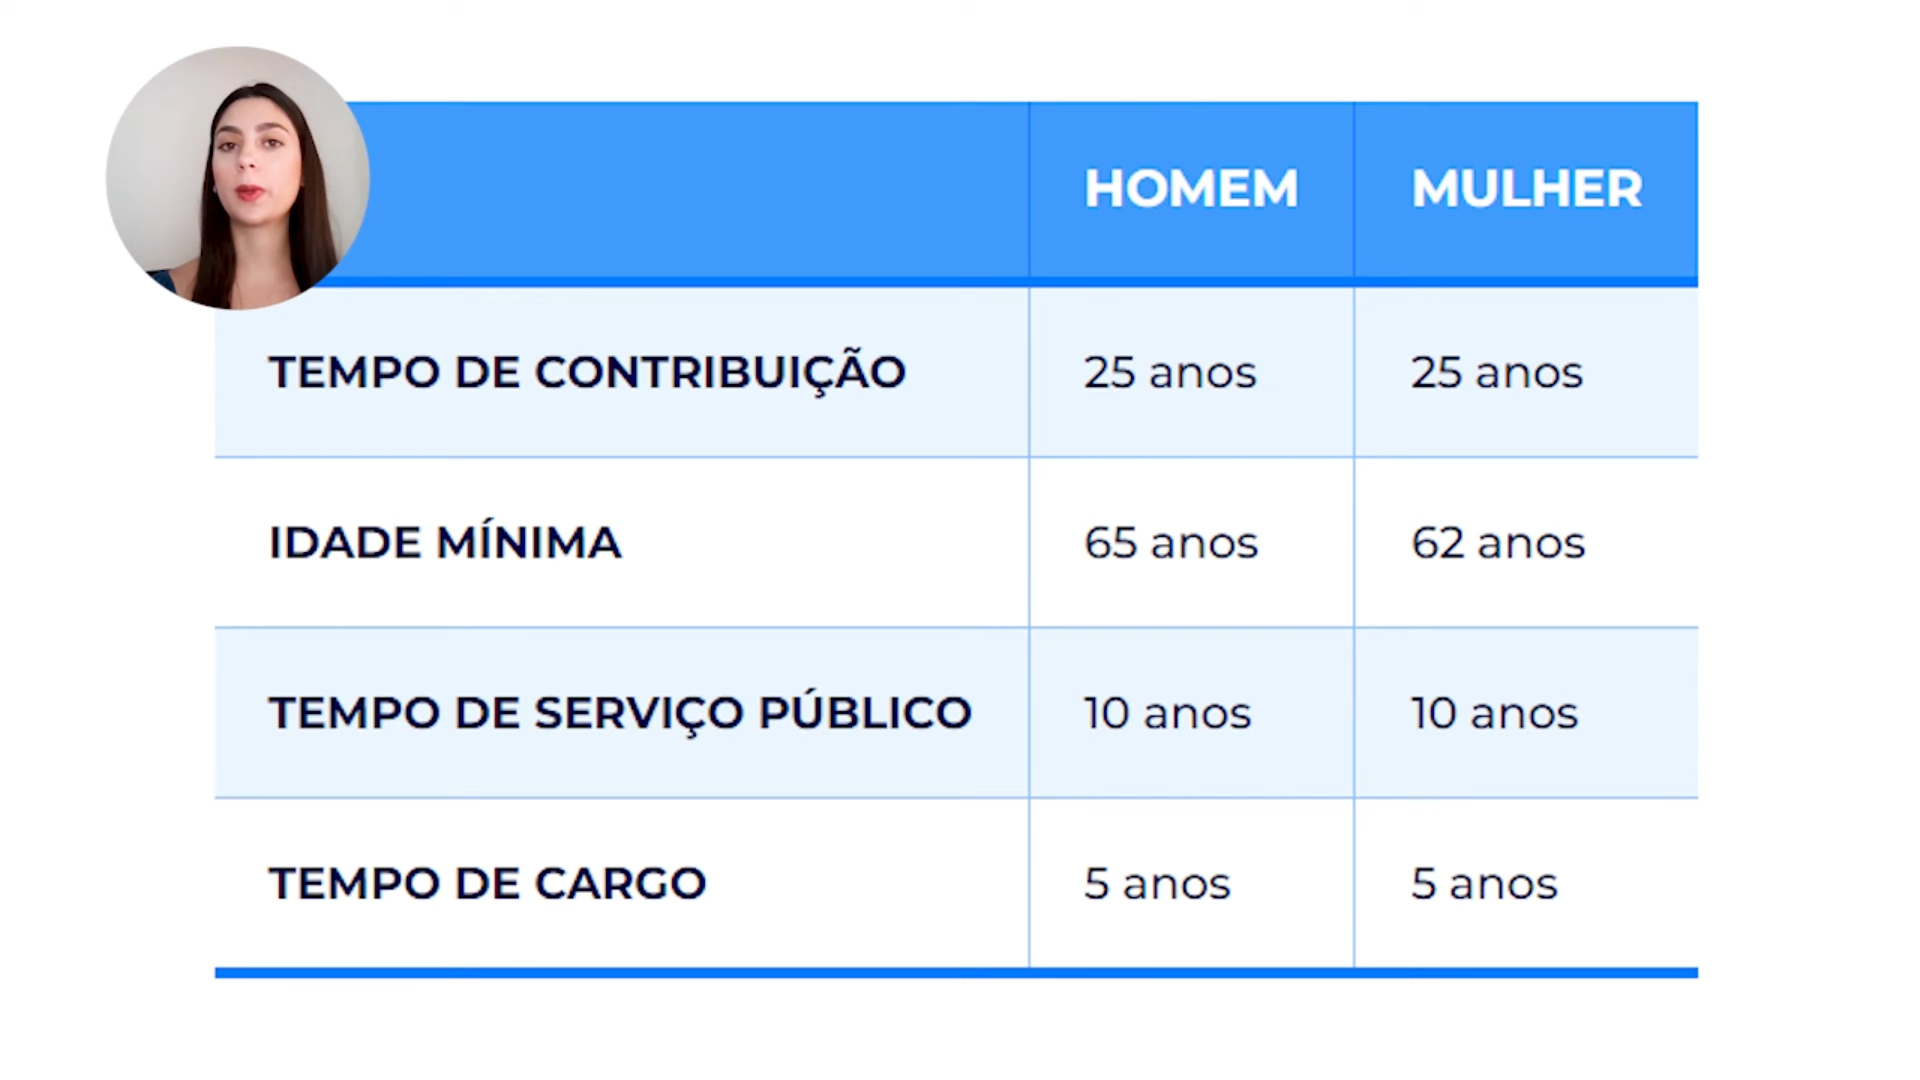 HOMEM MULHER
TEMPO DE CONTRIBUIÇÃO 25 anos 25 anos
IDADE MÍNIMA 65 anos 62 anos
TEMPO DE SERVIÇO PÚBLICO 10 anos 10 anos
TEMPO DE CARGO 5 anos 5 anos